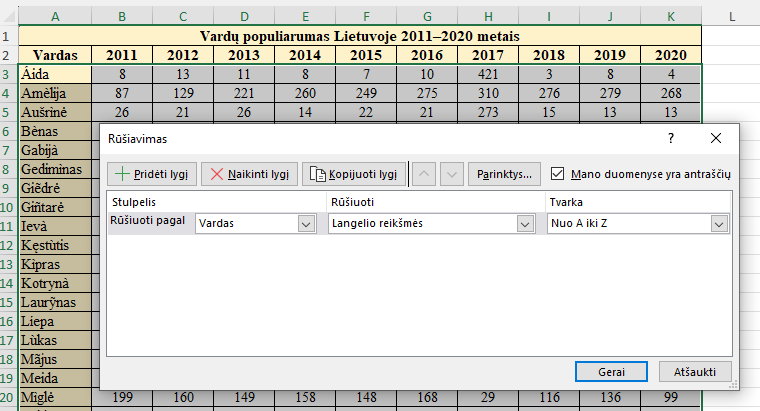 A B C D E F G H I J K L
1 Vardų populiarumas Lietuvoje 2011–2020 metais
2 Vardas 2011 2012 2013 2014 2015 2016 2017 2018 2019 2020
3 Áida 8 13 11 8 7 10 421 3 8 4
4 Amèlija 87 129 221 260 249 275 310 276 279 268
5 Aušrinė 26 21 26 14 22 21 273 15 13 13
6 Bènas
7 Gabijà
8 Gediminas
9 Giẽdrė
10 Giñtarė
11 Ievà
12 Kęstùtis
13 Kipras
14 Kotrynà
15 Laurỹnas
16 Liepa
17 Lùkas
18 Mãjus
19 Meida
20 Miglė 199 160 149 158 148 168 29 116 136 99
Rūšiavimas ?
Pridėti lygį Naikinti lygį Kopijuoti lygį Parinktys... Mano duomenyse yra antraščių
Stulpelis Rūšiuoti Tvarka
Rūšiuoti pagal Vardas Langelio reikšmės Nuo A iki Z
Gerai Atšaukti